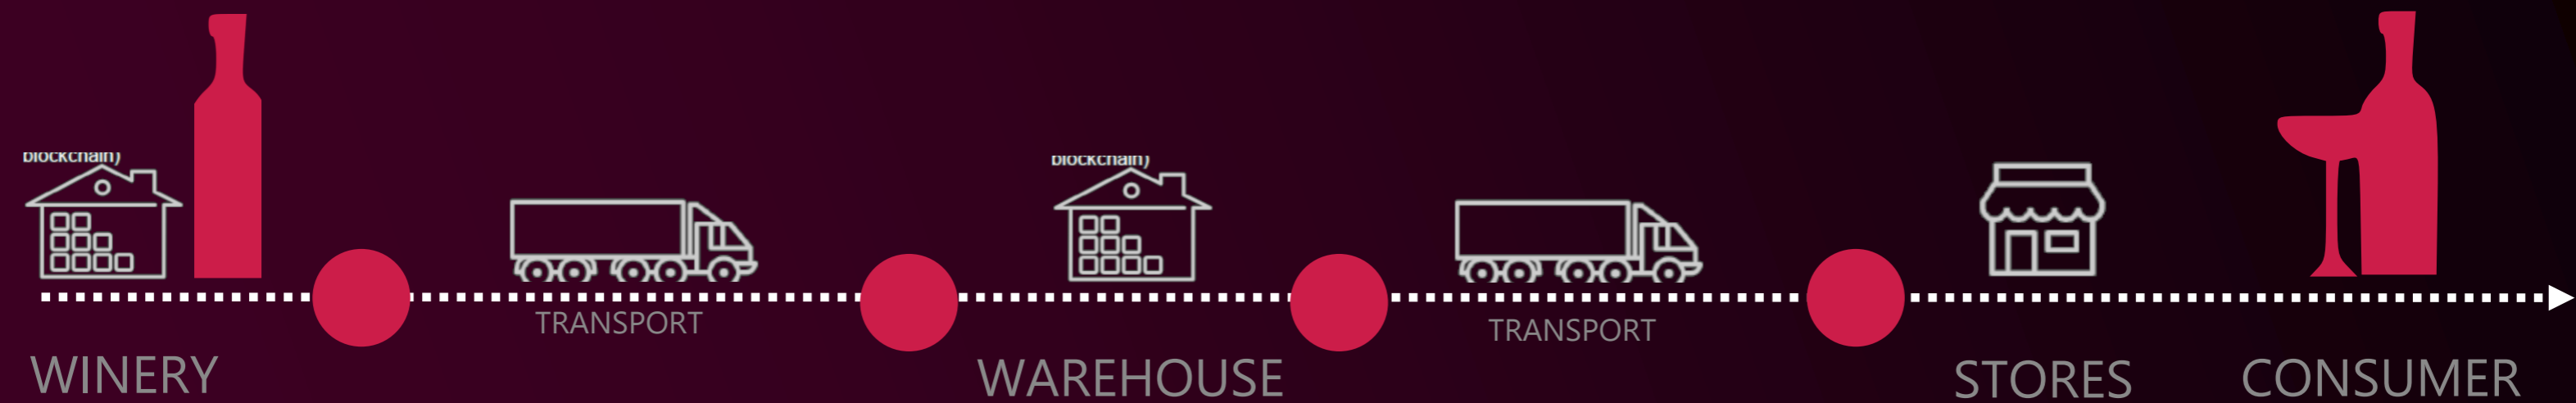 blockchain)
blockchain)
TRANSPORT
TRANSPORT
WINERY
WAREHOUSE
STORES
CONSUMER